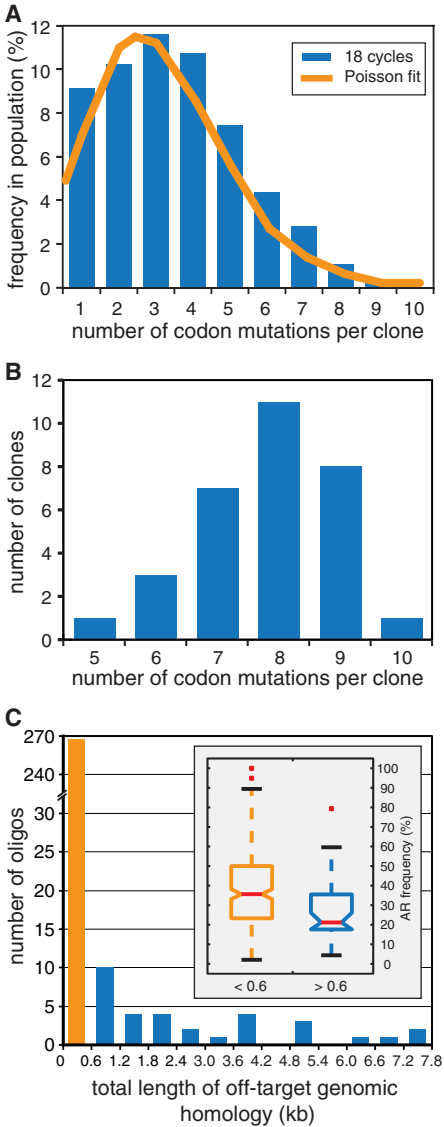 A
12
10
8
6
4
2
0
frequency in population (%)
18 cycles
Poisson fit
1 2 3 4 5 6 7 8 9 10
number of codon mutations per clone
B
12
10
8
6
4
2
0
number of clones
5 6 7 8 9 10
number of codon mutations per clone
C
270
240
30
25
20
15
10
5
0
number of oligos
100
90
80
70
60
50
40
30
20
10
0
AR frequency (%)
< 0.6 > 0.6
0 0.6 1.2 1.8 2.4 3.0 3.6 4.2 4.8 5.4 6.0 6.6 7.2 7.8
total length of off-target genomic
homology (kb)